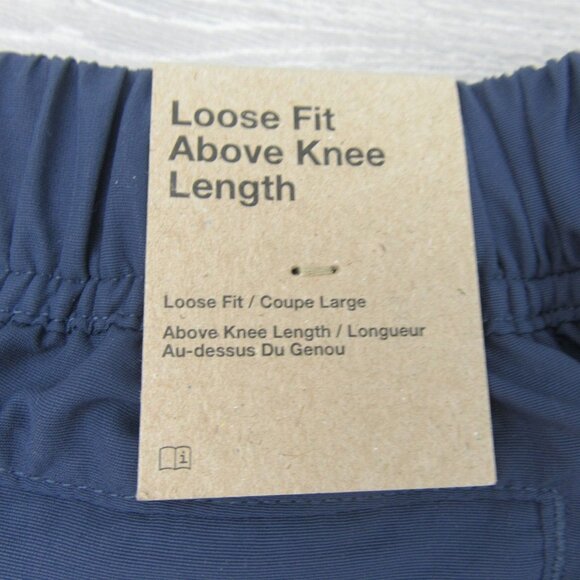 Loose Fit
Above Knee
Length
Loose Fit / Coupe Large
Above Knee Length / Longueur
Au-dessus Du Genou
i